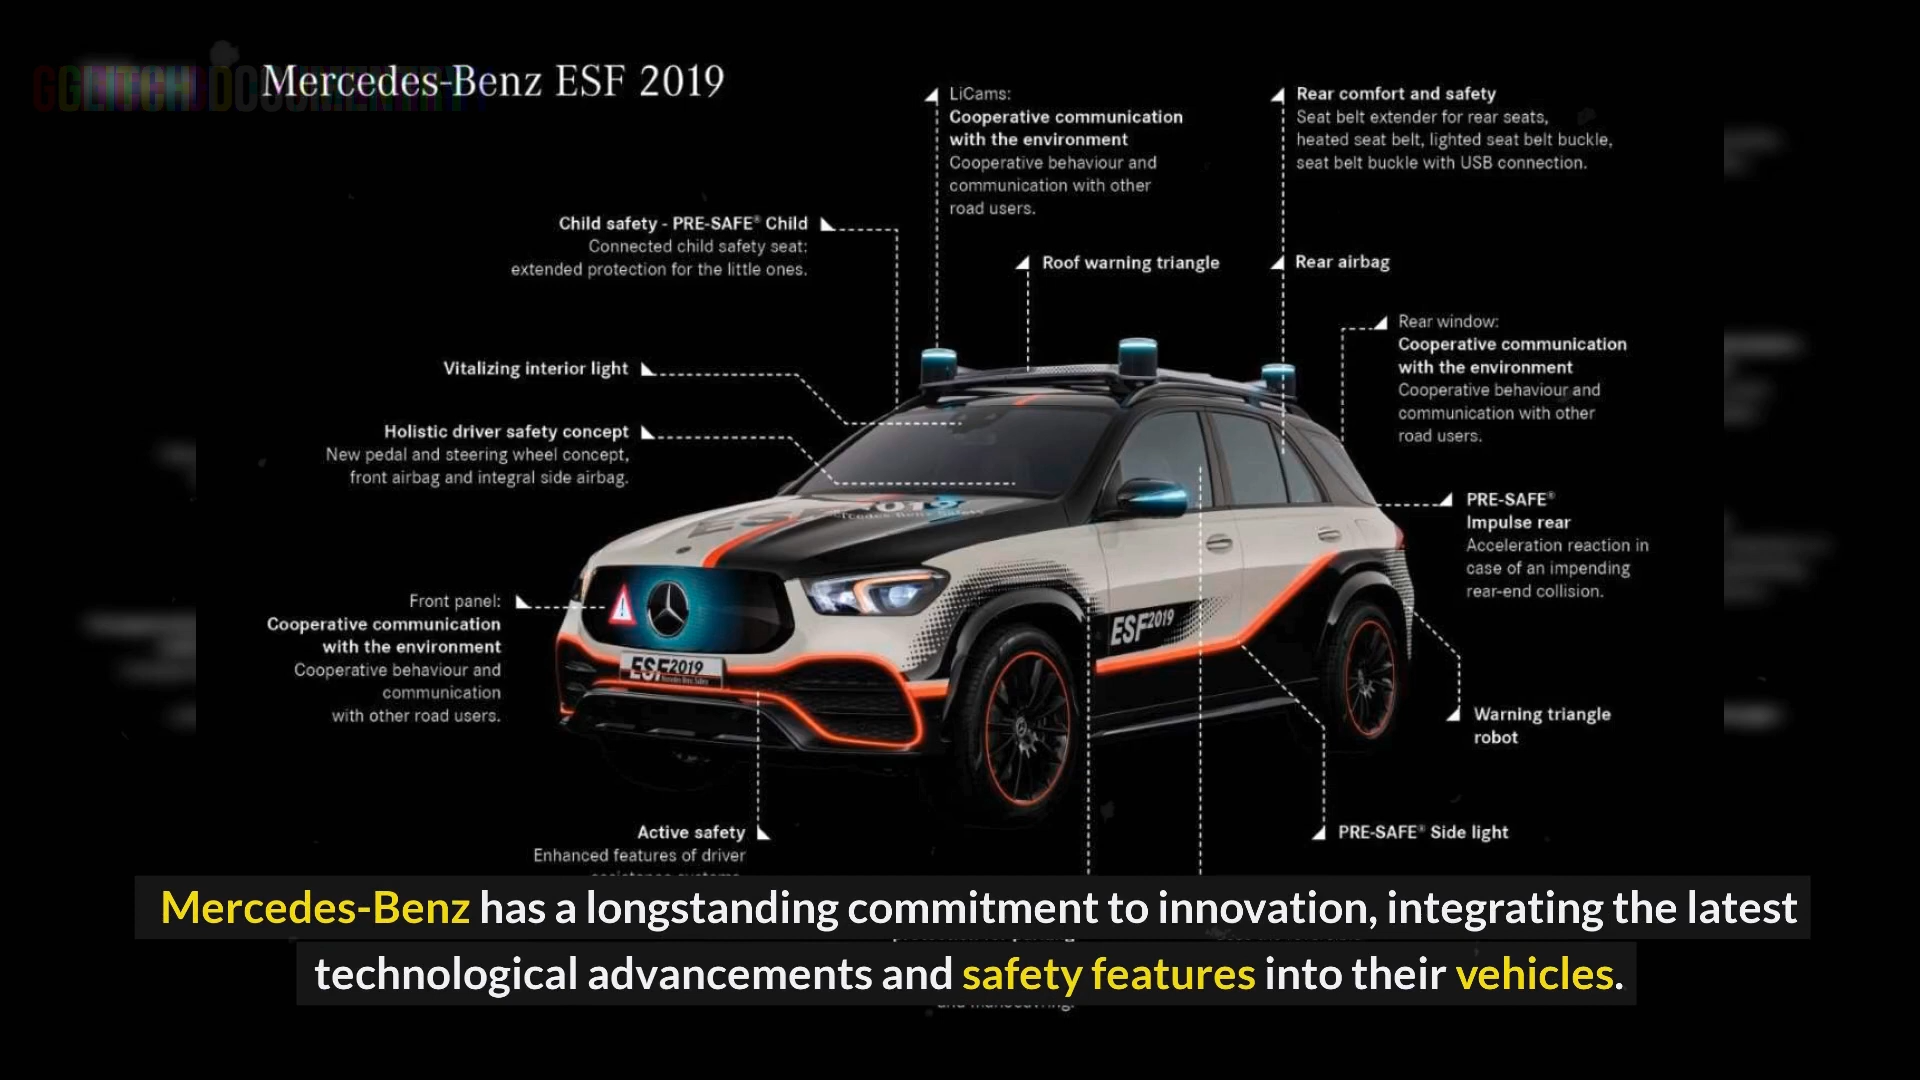 GLITCH DOCUMENTRY
Mercedes-Benz ESF 2019
LiCams:
Cooperative communication
with the environment
Cooperative behaviour and
communication with other
road users.
Rear comfort and safety
Seat belt extender for rear seats,
heated seat belt, lighted seat belt buckle,
seat belt buckle with USB connection.
Child safety - PRE-SAFE® Child
Connected child safety seat:
extended protection for the little ones.
Roof warning triangle
Rear airbag
Rear window:
Cooperative communication
with the environment
Cooperative behaviour and
communication with other
road users.
Vitalizing interior light
Holistic driver safety concept
New pedal and steering wheel concept,
front airbag and integral side airbag.
PRE-SAFE®
Impulse rear
Acceleration reaction in
case of an impending
rear-end collision.
Front panel:
Cooperative communication
with the environment
Cooperative behaviour and
communication
with other road users.
ESF2019
ESF2019
Warning triangle
robot
Active safety
Enhanced features of driver
PRE-SAFE® Side light
Mercedes-Benz has a longstanding commitment to innovation, integrating the latest
technological advancements and safety features into their vehicles.